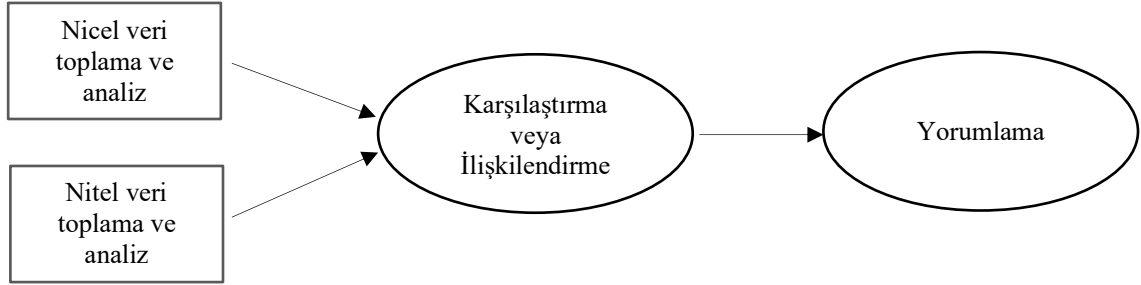 Nicel veri
toplama ve
analiz
Nitel veri
toplama ve
analiz
Karşılaştırma
veya
İlişkilendirme
Yorumlama